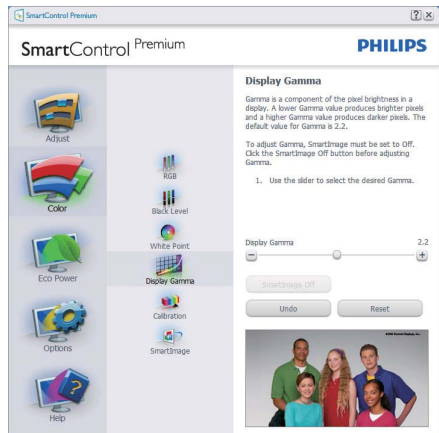 SmartControl Premium
SmartControl Premium
PHILIPS
Adjust
Color
Eco Power
Options
Help
RGB
Black Level
White Point
Display Gamma
Calibration
SmartImage
Display Gamma
Gamma is a component of the pixel brightness in a
display. A lower Gamma value produces brighter pixels
and a higher Gamma value produces darker pixels. The
default value for Gamma is 2.2.
To adjust Gamma, SmartImage must be set to Off.
Click the SmartImage Off button before adjusting
Gamma.
1. Use the slider to select the desired Gamma.
Display Gamma 2.2
SmartImage Off
Undo Reset